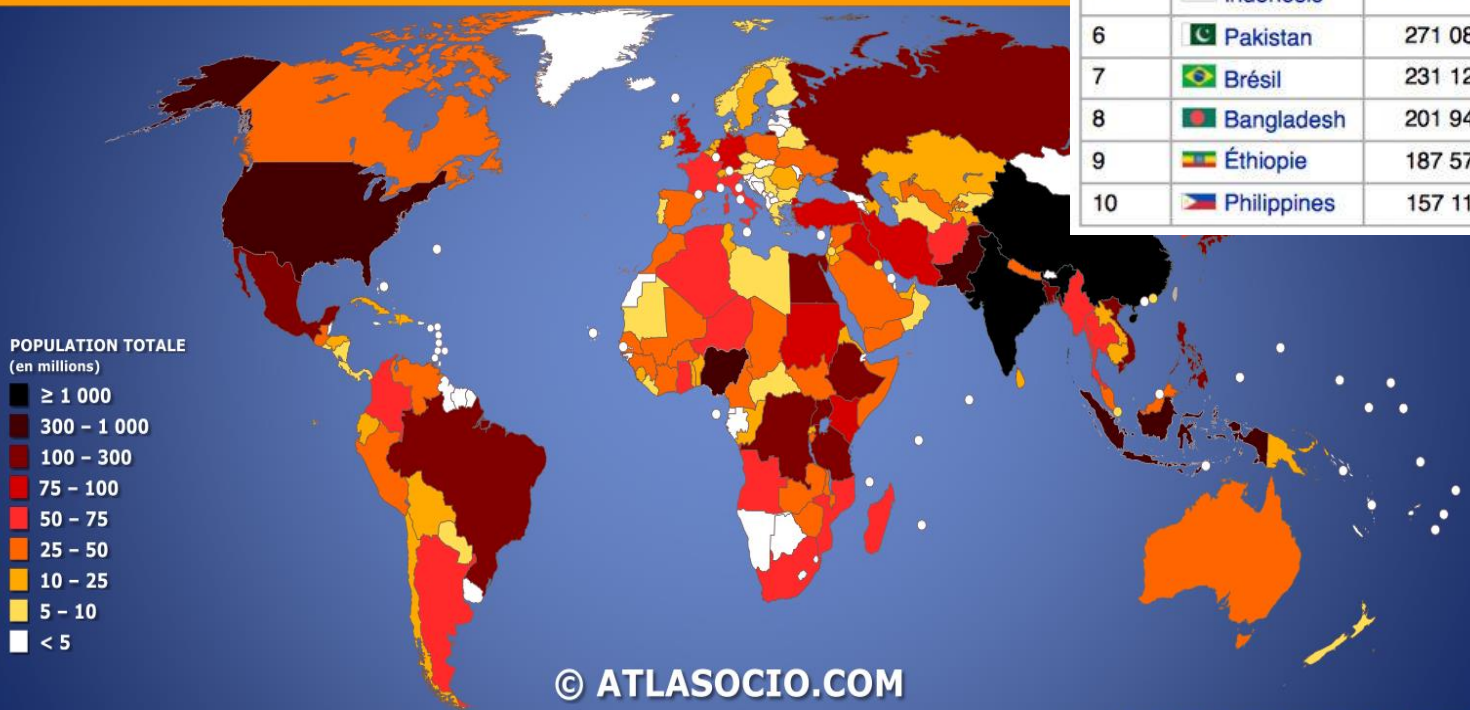 6 Pakistan 271 08
7 Brésil 231 12
8 Bangladesh 201 94
9 Éthiopie 187 57
10 Philippines 157 11
POPULATION TOTALE
(en millions)
≥ 1 000
300 – 1 000
100 – 300
75 – 100
50 – 75
25 – 50
10 – 25
5 – 10
< 5
© ATLASOCIO.COM